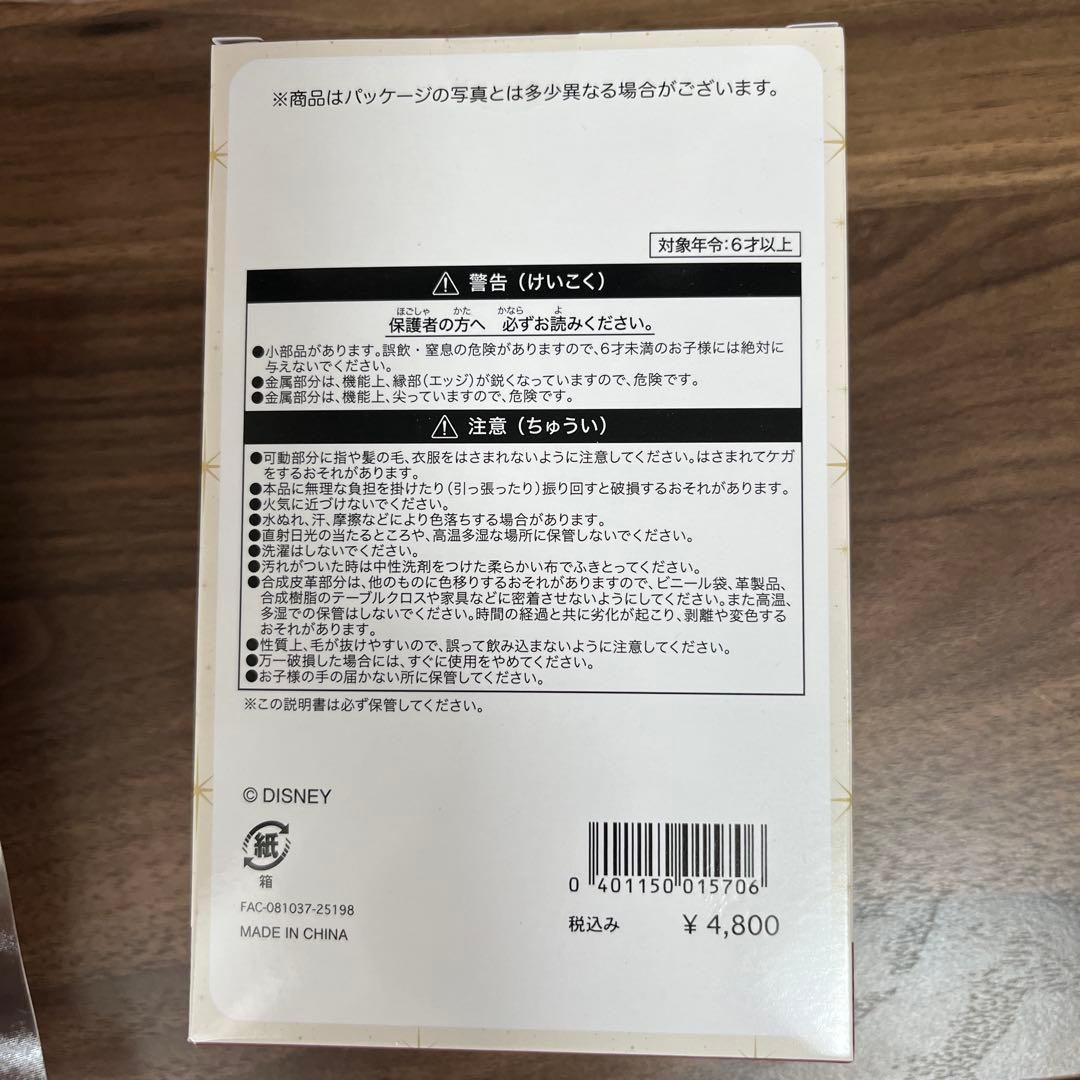 ※商品はパッケージの写真とは多少異なる場合がございます。
対象年令:6才以上
警告（けいこく）
ほごしゃ かた かなら よ
保護者の方へ 必ずお読みください。
●小部品があります。誤飲・窒息の危険がありますので、6才未満のお子様には絶対に
与えないでください。
●金属部分は、機能上、縁部(エッジ)が鋭くなっていますので、危険です。
●金属部分は、機能上、尖っていますので、危険です。
注意（ちゅうい）
●可動部分に指や髪の毛、衣服をはさまれないように注意してください。はさまれてケガ
をするおそれがあります。
●本品に無理な負担を掛けたり(引っ張ったり)振り回すと破損するおそれがあります。
●火気に近づけないでください。
●水ぬれ、汗、摩擦などにより色落ちする場合があります。
●直射日光の当たるところや、高温多湿な場所に保管しないでください。
●洗濯はしないでください。
●汚れがついた時は中性洗剤をつけた柔らかい布でふきとってください。
●合成皮革部分は、他のものに色移りするおそれがありますので、ビニール袋、革製品、
合成樹脂のテーブルクロスや家具などに密着させないようにしてください。また高温、
多湿での保管はしないでください。時間の経過と共に劣化が起こり、剥離や変色する
おそれがあります。
●性質上、毛が抜けやすいので、誤って飲み込まないように注意してください。
●万一破損した場合には、すぐに使用をやめてください。
●お子様の手の届かない所に保管してください。
※この説明書は必ず保管してください。
© DISNEY
紙
箱
FAC-081037-25198
MADE IN CHINA
0 401150 015706
税込み ¥ 4,800